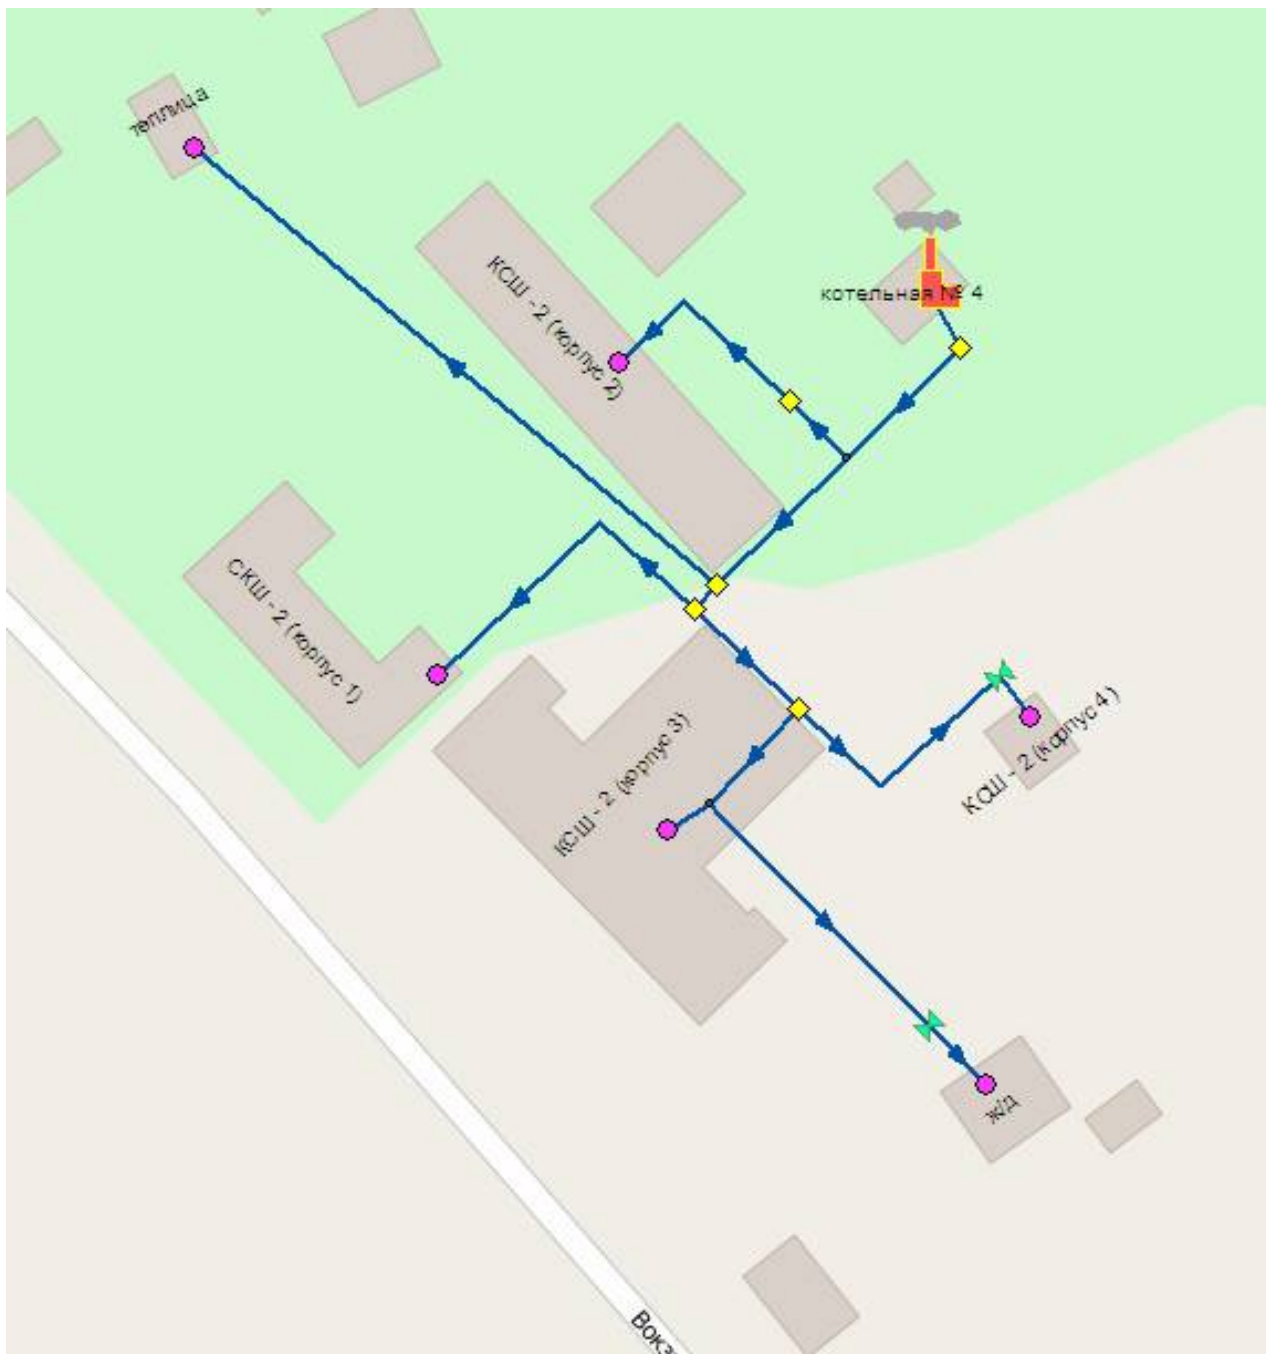 теплица
КСШ - 2 (корпус 2)
котельная № 4
СКШ - 2 (корпус 1)
КСШ - 2 (корпус 3)
КСШ - 2 (корпус 4)
ж/д
Вокз